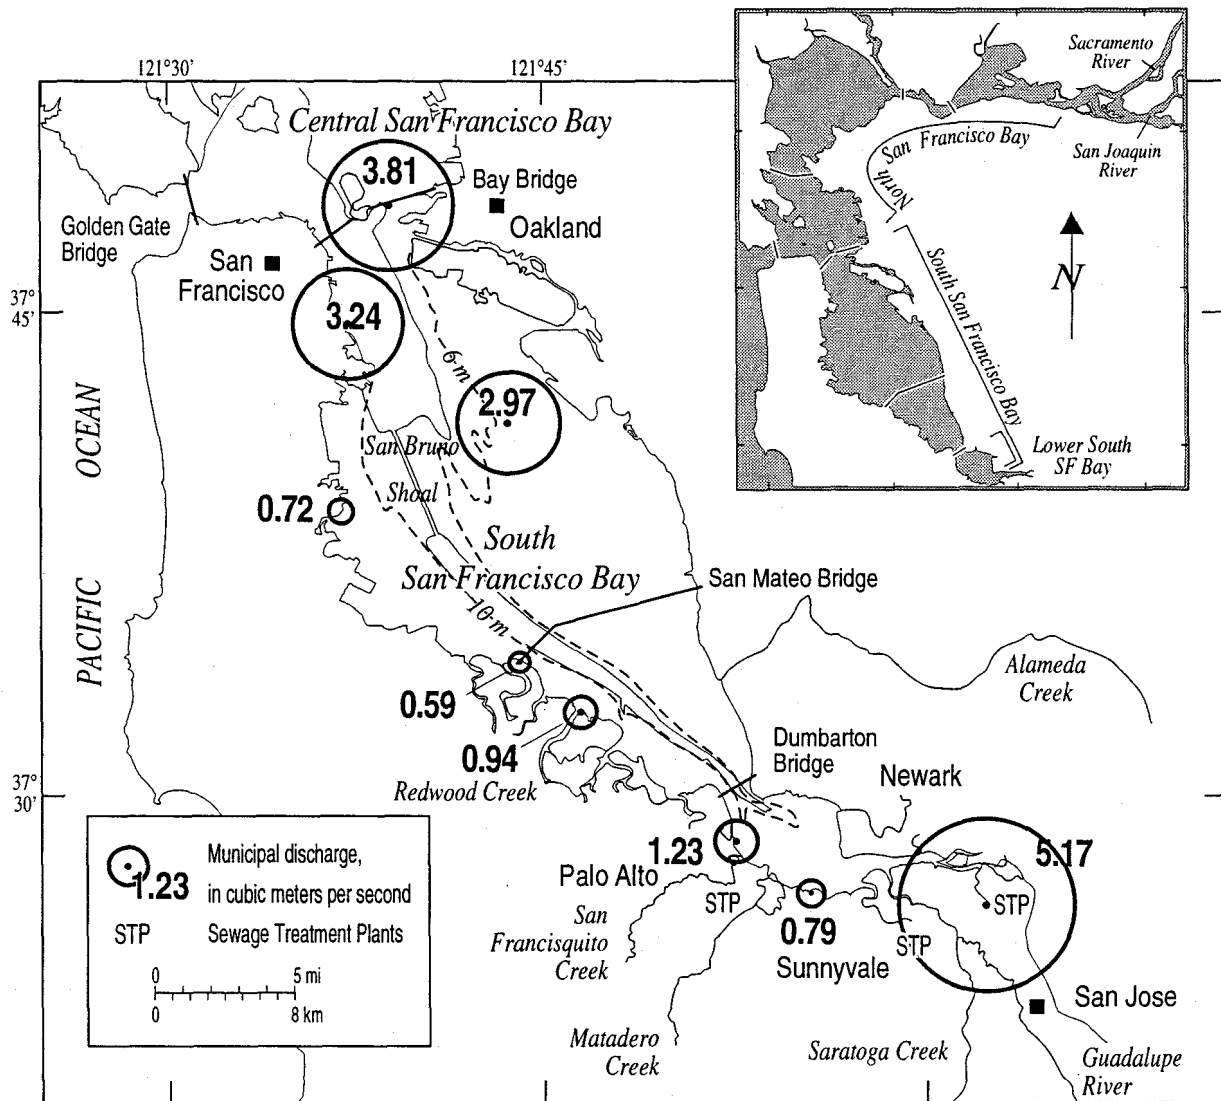 121°30'
121°45'
Central San Francisco Bay
3.81
Bay Bridge
Oakland
Golden Gate
Bridge
San
Francisco
37°
45'
3.24
6 m
2.97
OCEAN
PACIFIC
San Bruno
Shoal
0.72
South
San Francisco Bay
San Mateo Bridge
10 m
0.59
0.94
Redwood Creek
Alameda
Creek
Dumbarton
Bridge
Newark
37°
30'
1.23
Palo Alto
STP
5.17
STP
STP
0.79
Sunnyvale
San
Francisquito
Creek
Matadero
Creek
San Jose
Saratoga Creek
Guadalupe
River
1.23
Municipal discharge,
in cubic meters per second
STP
Sewage Treatment Plants
0
5 mi
0
8 km
Sacramento
River
San Joaquin
River
North San Francisco Bay
South San Francisco Bay
N
Lower South
SF Bay